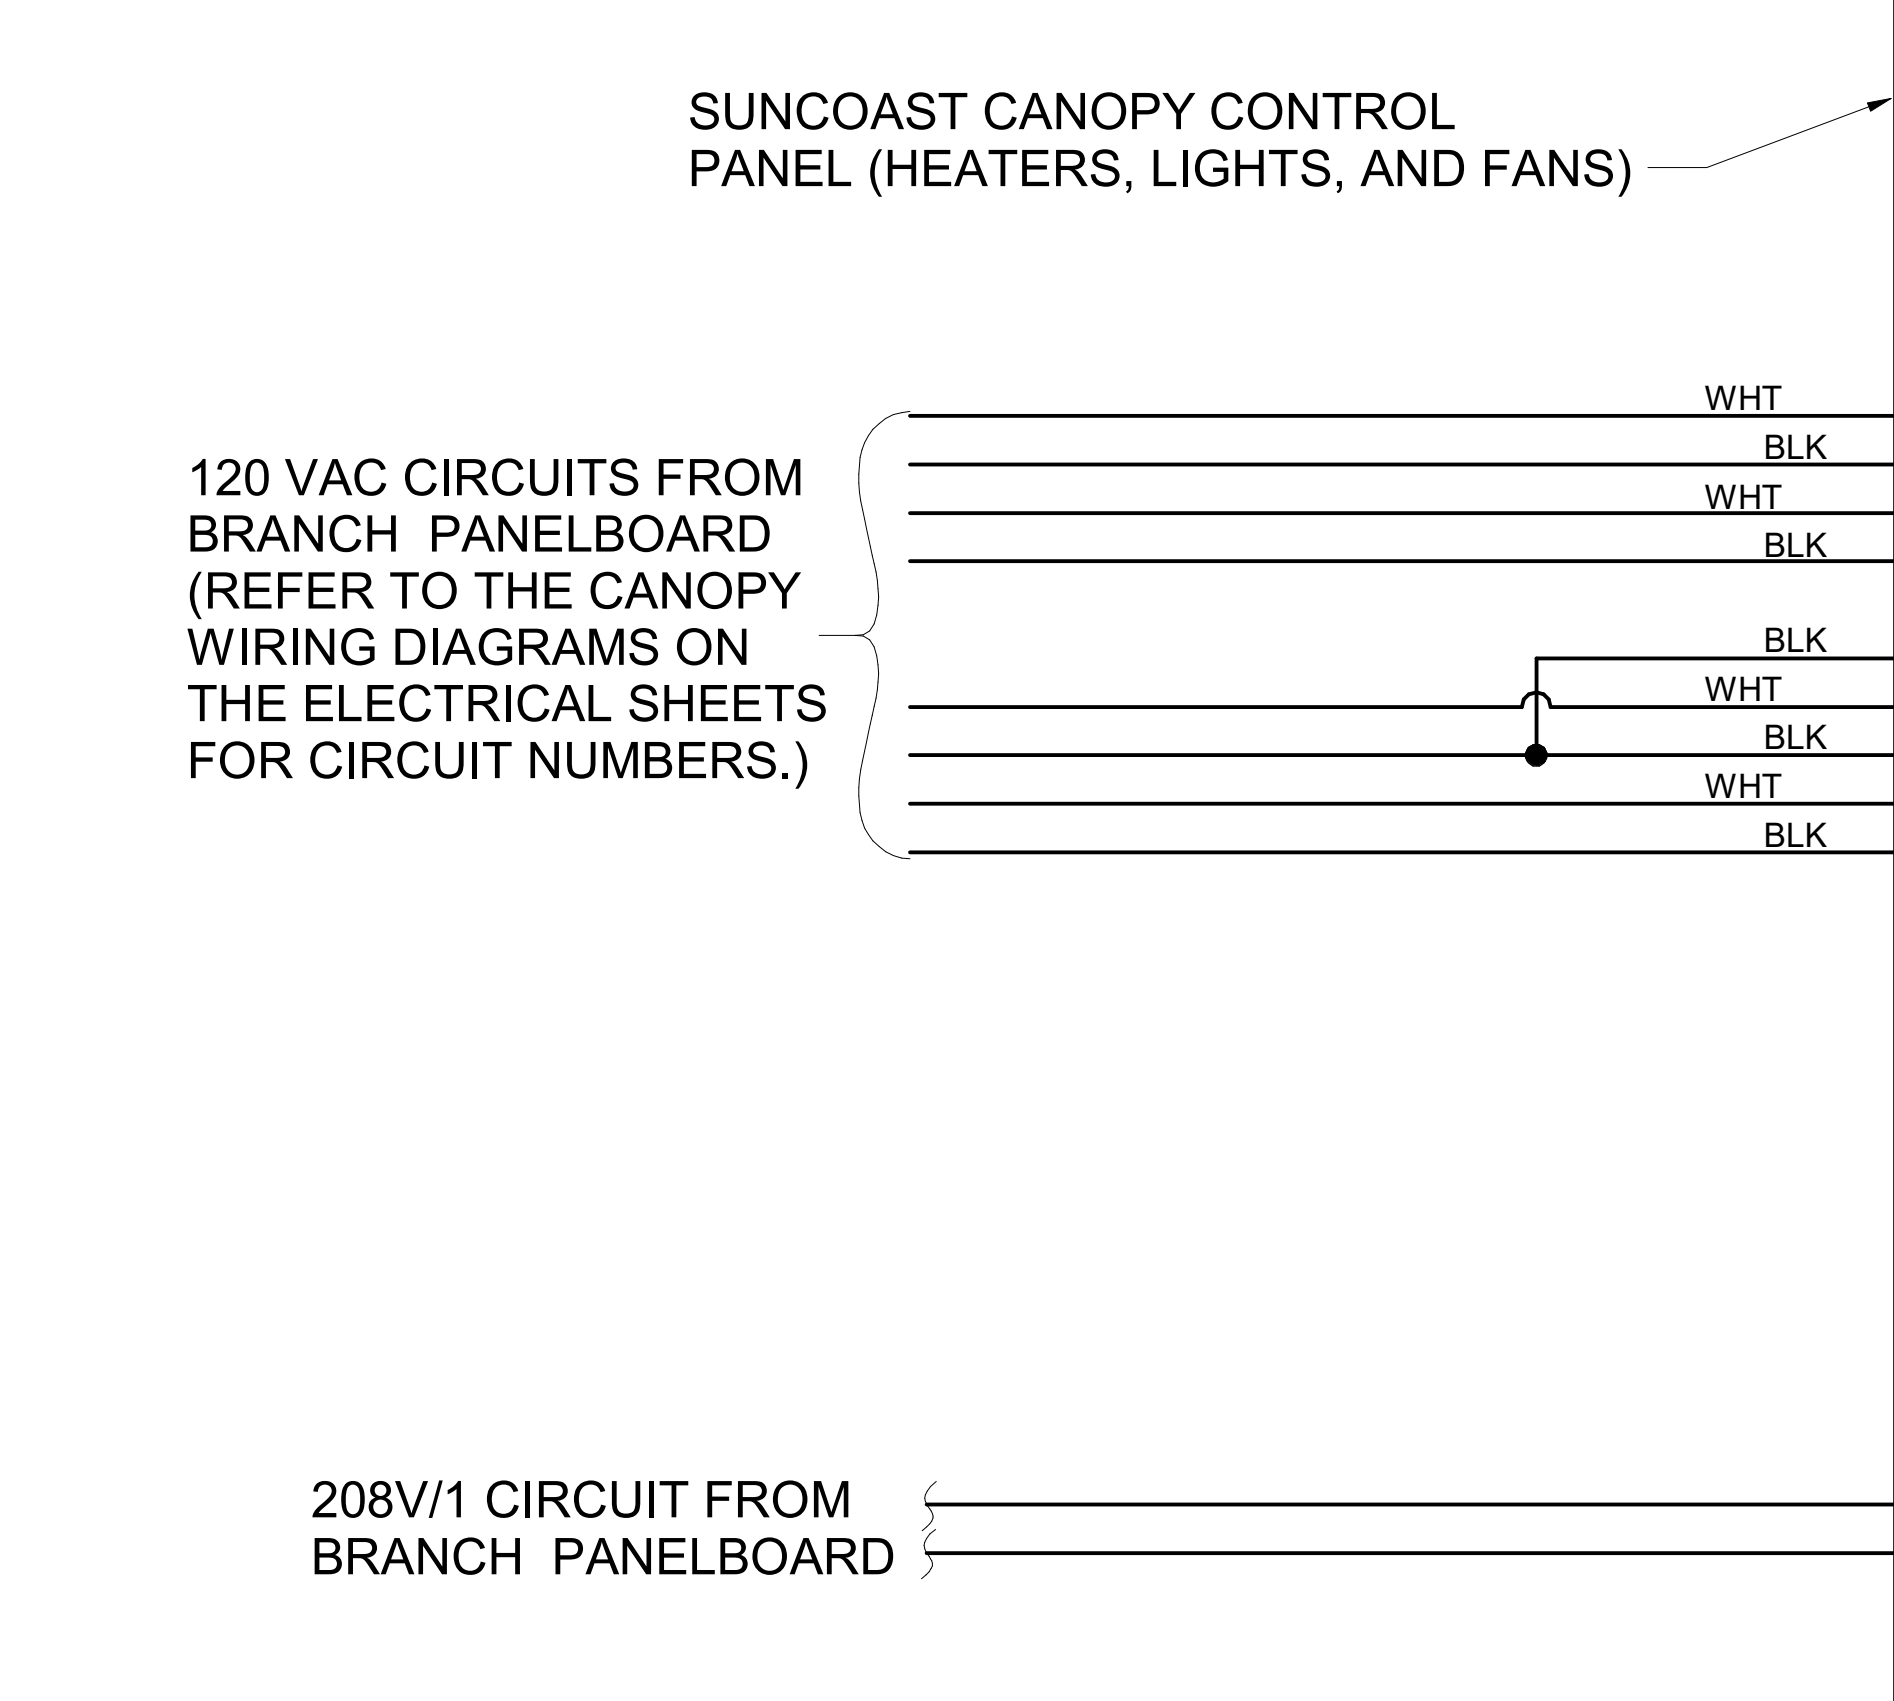 SUNCOAST CANOPY CONTROL
PANEL (HEATERS, LIGHTS, AND FANS)
WHT
BLK
WHT
BLK
120 VAC CIRCUITS FROM
BRANCH  PANELBOARD
(REFER TO THE CANOPY
WIRING DIAGRAMS ON
THE ELECTRICAL SHEETS
FOR CIRCUIT NUMBERS.)
BLK
WHT
BLK
WHT
BLK
208V/1 CIRCUIT FROM
BRANCH  PANELBOARD